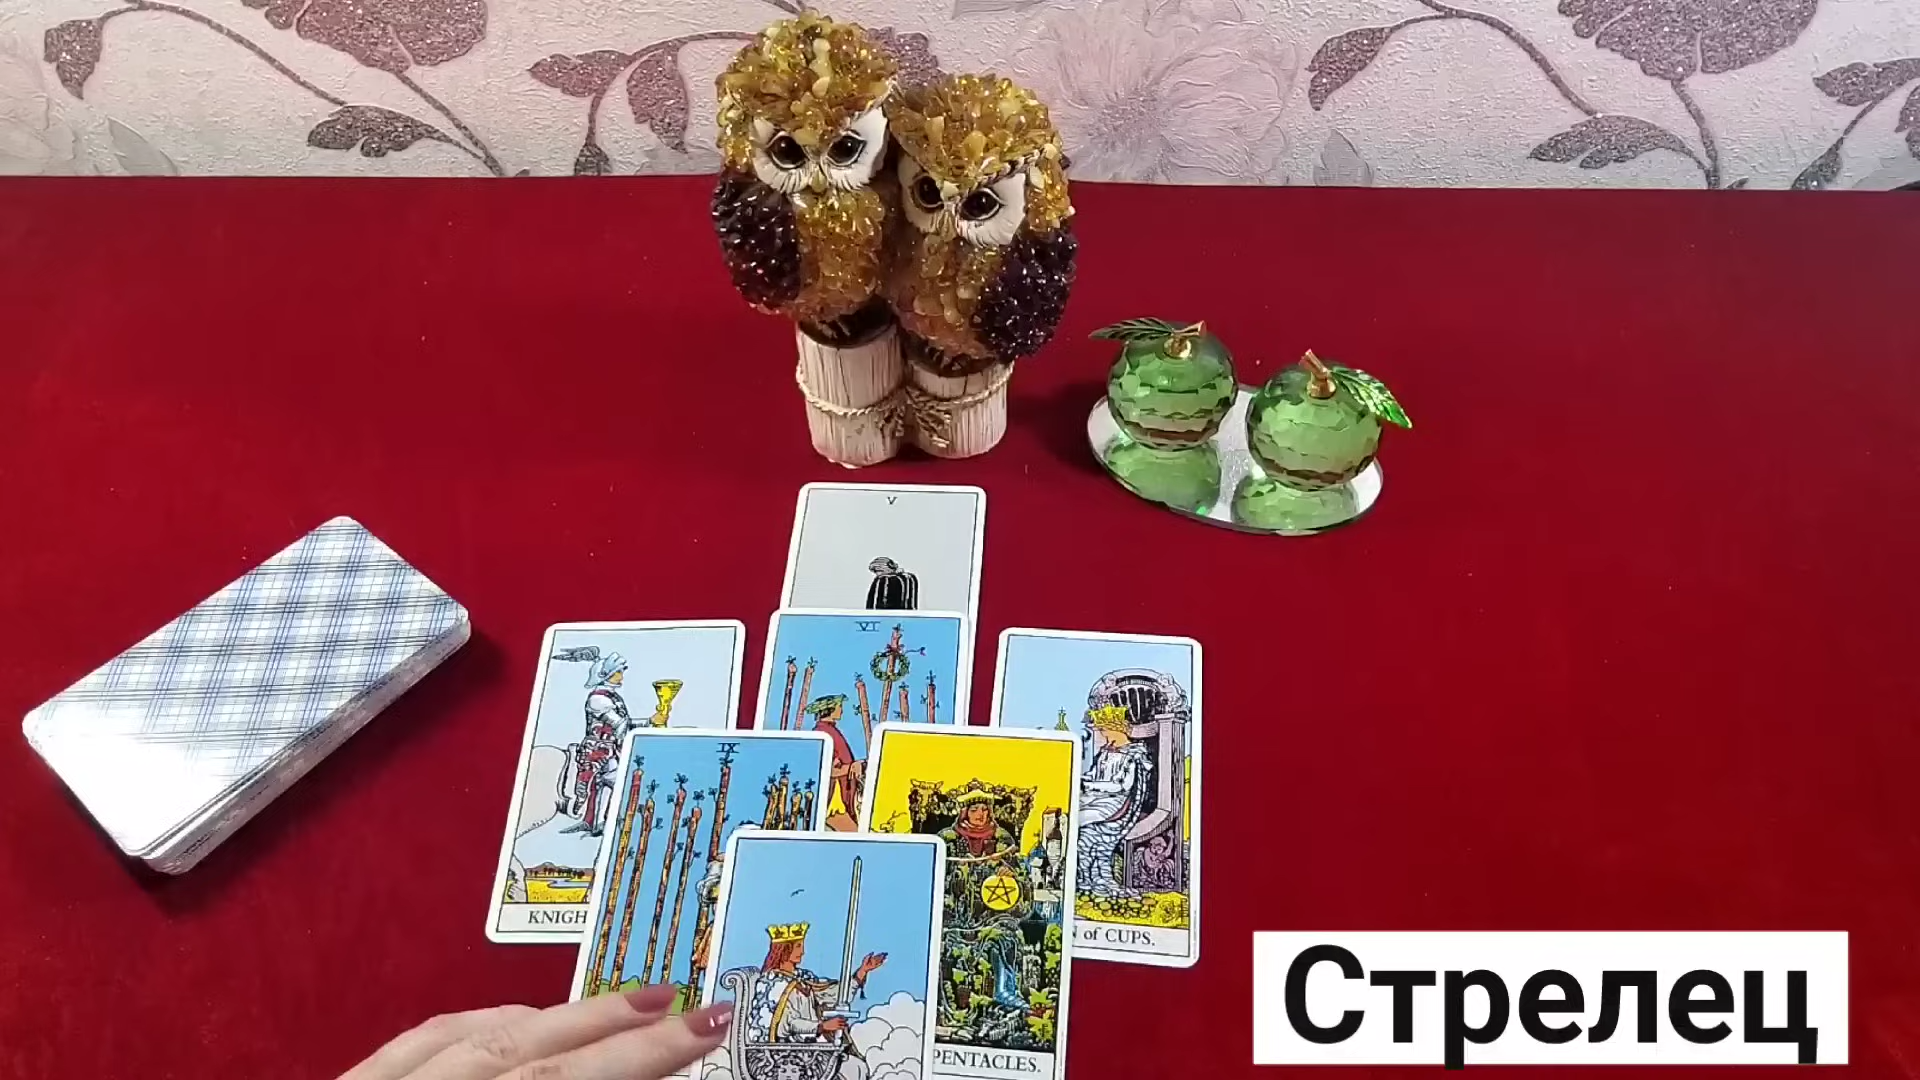 V
VI
KNIGH
IX
N of CUPS.
PENTACLES.
Стрелец